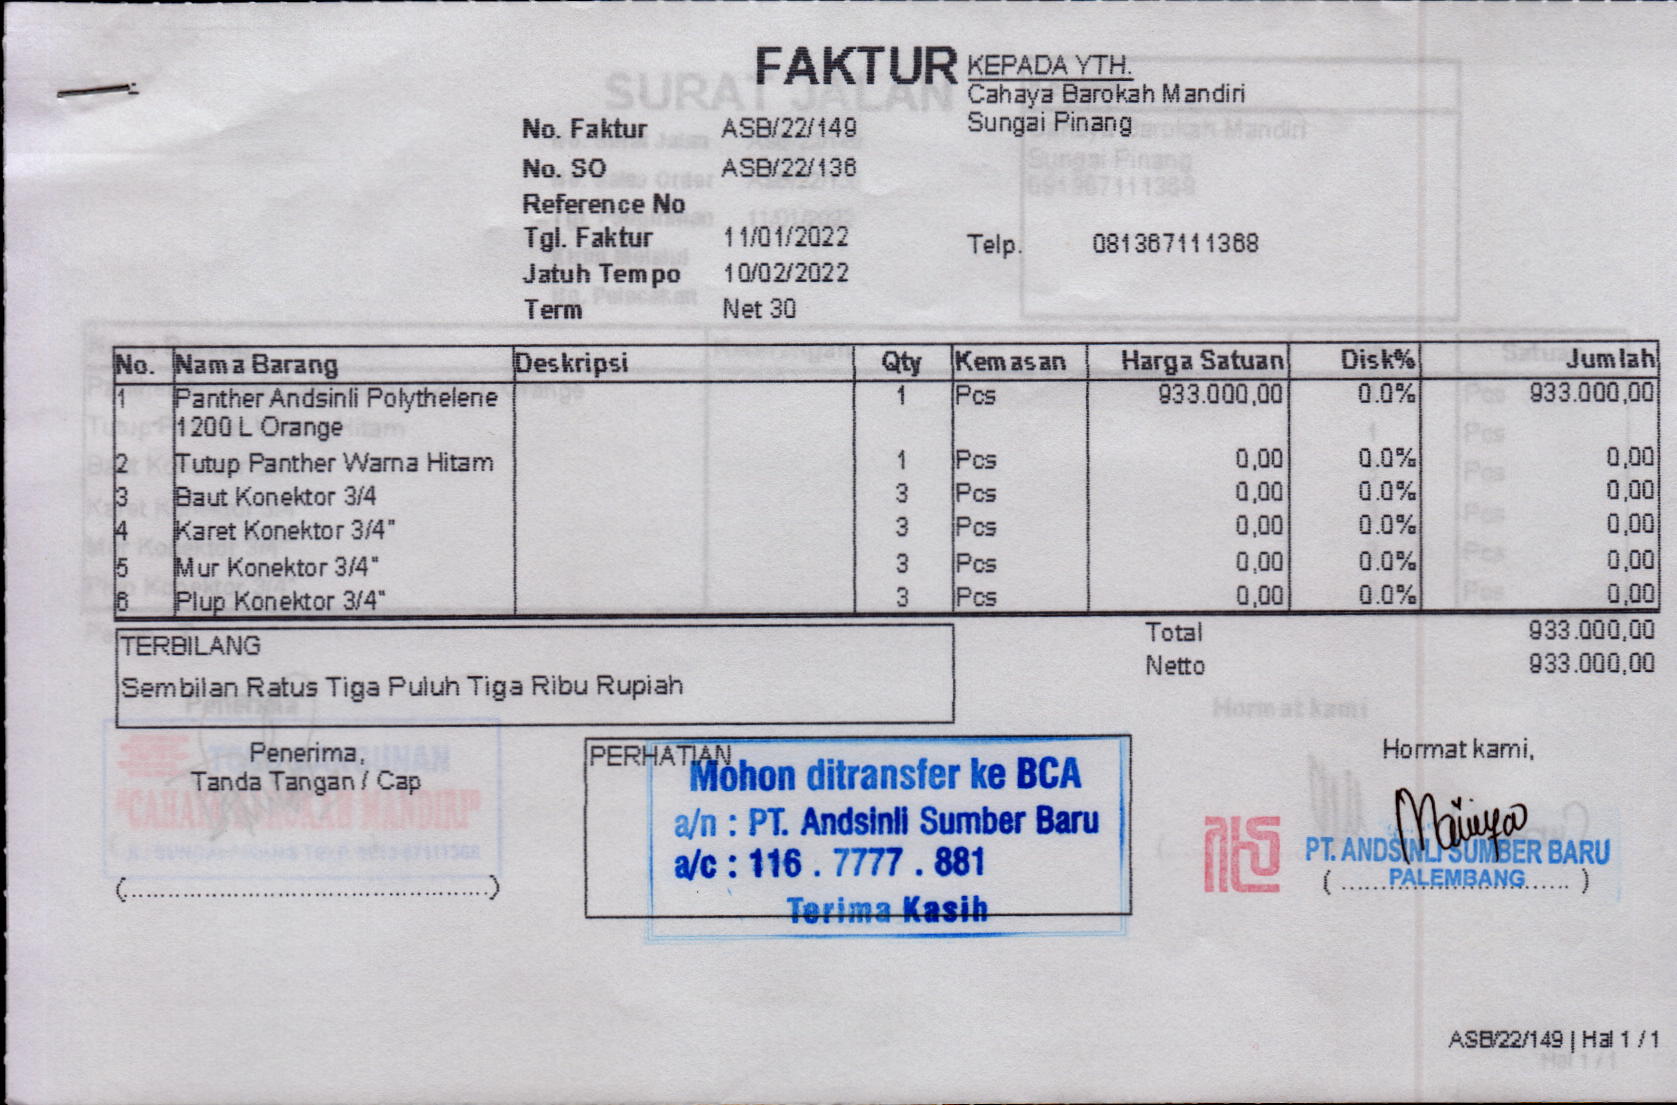 FAKTUR
KEPADA YTH.
Cahaya Barokah Mandiri
Sungai Pinang
No. Faktur ASB/22/149
No. SO ASB/22/136
Reference No
Tgl. Faktur 11/01/2022
Telp. 081367111368
Jatuh Tempo 10/02/2022
Term Net 30
No. Nama Barang Deskripsi Qty Kemasan Harga Satuan Disk% Jumlah
1 Panther Andsinli Polythelene 1 Pcs 933.000,00 0.0% 933.000,00
1200 L Orange
2 Tutup Panther Warna Hitam 1 Pcs 0,00 0.0% 0,00
3 Baut Konektor 3/4 3 Pcs 0,00 0.0% 0,00
4 Karet Konektor 3/4" 3 Pcs 0,00 0.0% 0,00
5 Mur Konektor 3/4" 3 Pcs 0,00 0.0% 0,00
6 Plup Konektor 3/4" 3 Pcs 0,00 0.0% 0,00
Total 933.000,00
Netto 933.000,00
TERBILANG
Sembilan Ratus Tiga Puluh Tiga Ribu Rupiah
Penerima,
Tanda Tangan / Cap
PERHATIAN
Mohon ditransfer ke BCA
a/n : PT. Andsinli Sumber Baru
a/c : 116 . 7777 . 881
Terima Kasih
Hormat kami,
PT. ANDSINLI SUMBER BARU
PALEMBANG
ASB/22/149 | Hal 1 / 1